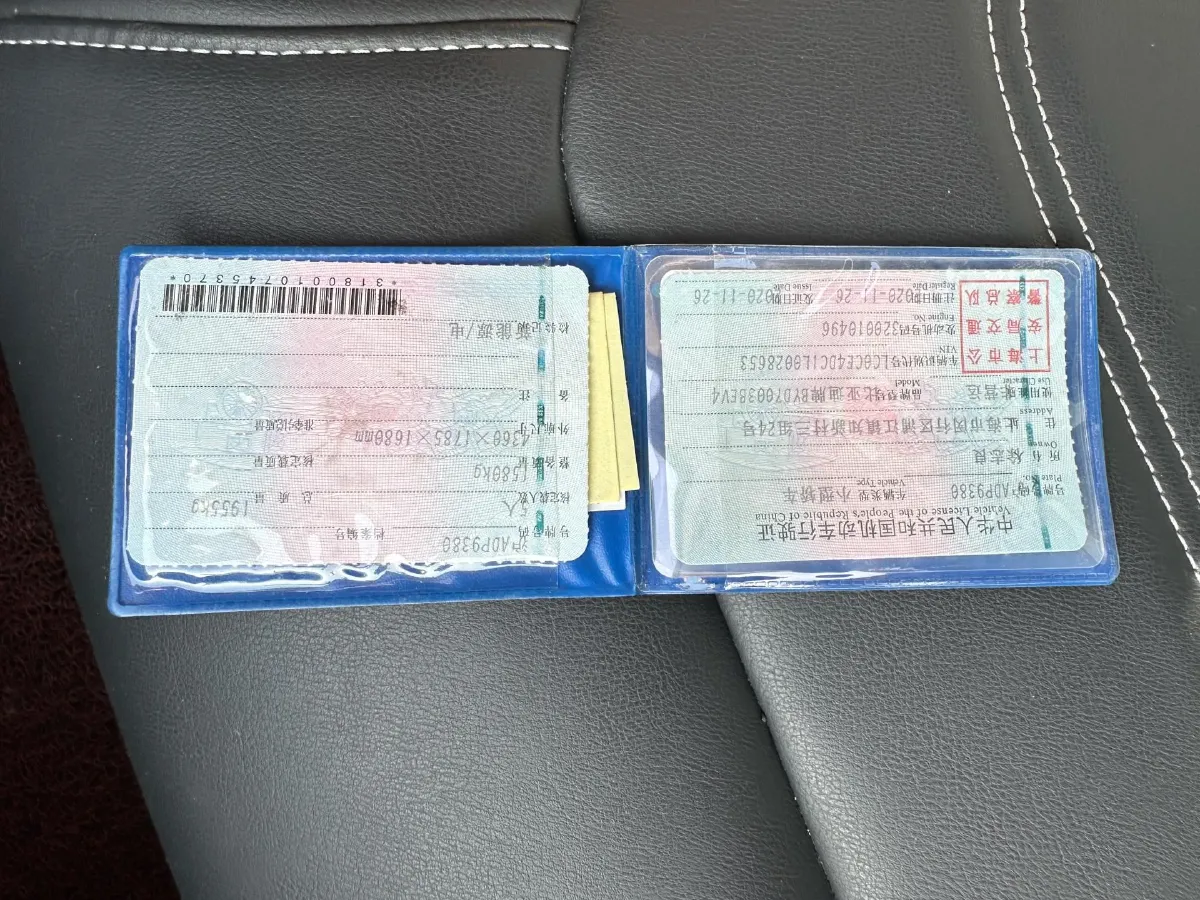 中华人民共和国机动车行驶证
Vehicle License of the People's Republic of China
号牌号码 沪ADP9380 车辆类型 小型轿车
Plate No. Vehicle Type
所有人 徐志良
Owner
住址 上海市闵行区浦江镇知新村三组24号
Address
使用性质 非营运 品牌型号 比亚迪牌BYD7003BEV4
Use Character Model
上海市公
安局交通
警察总队
车辆识别代号 LC0CE4DC1L0028653
VIN
发动机号码 320010496
Engine No.
注册日期 2020-11-26 发证日期 2020-11-26
Register Date Issue Date
号牌号码 沪ADP9380 档案编号
核定载人数 5人 总质量 1955kg
整备质量 1580kg 核定载质量
外廓尺寸 4360×1785×1680mm 准牵引总质量
备注
检验记录 新能源/电
*3180010745370*